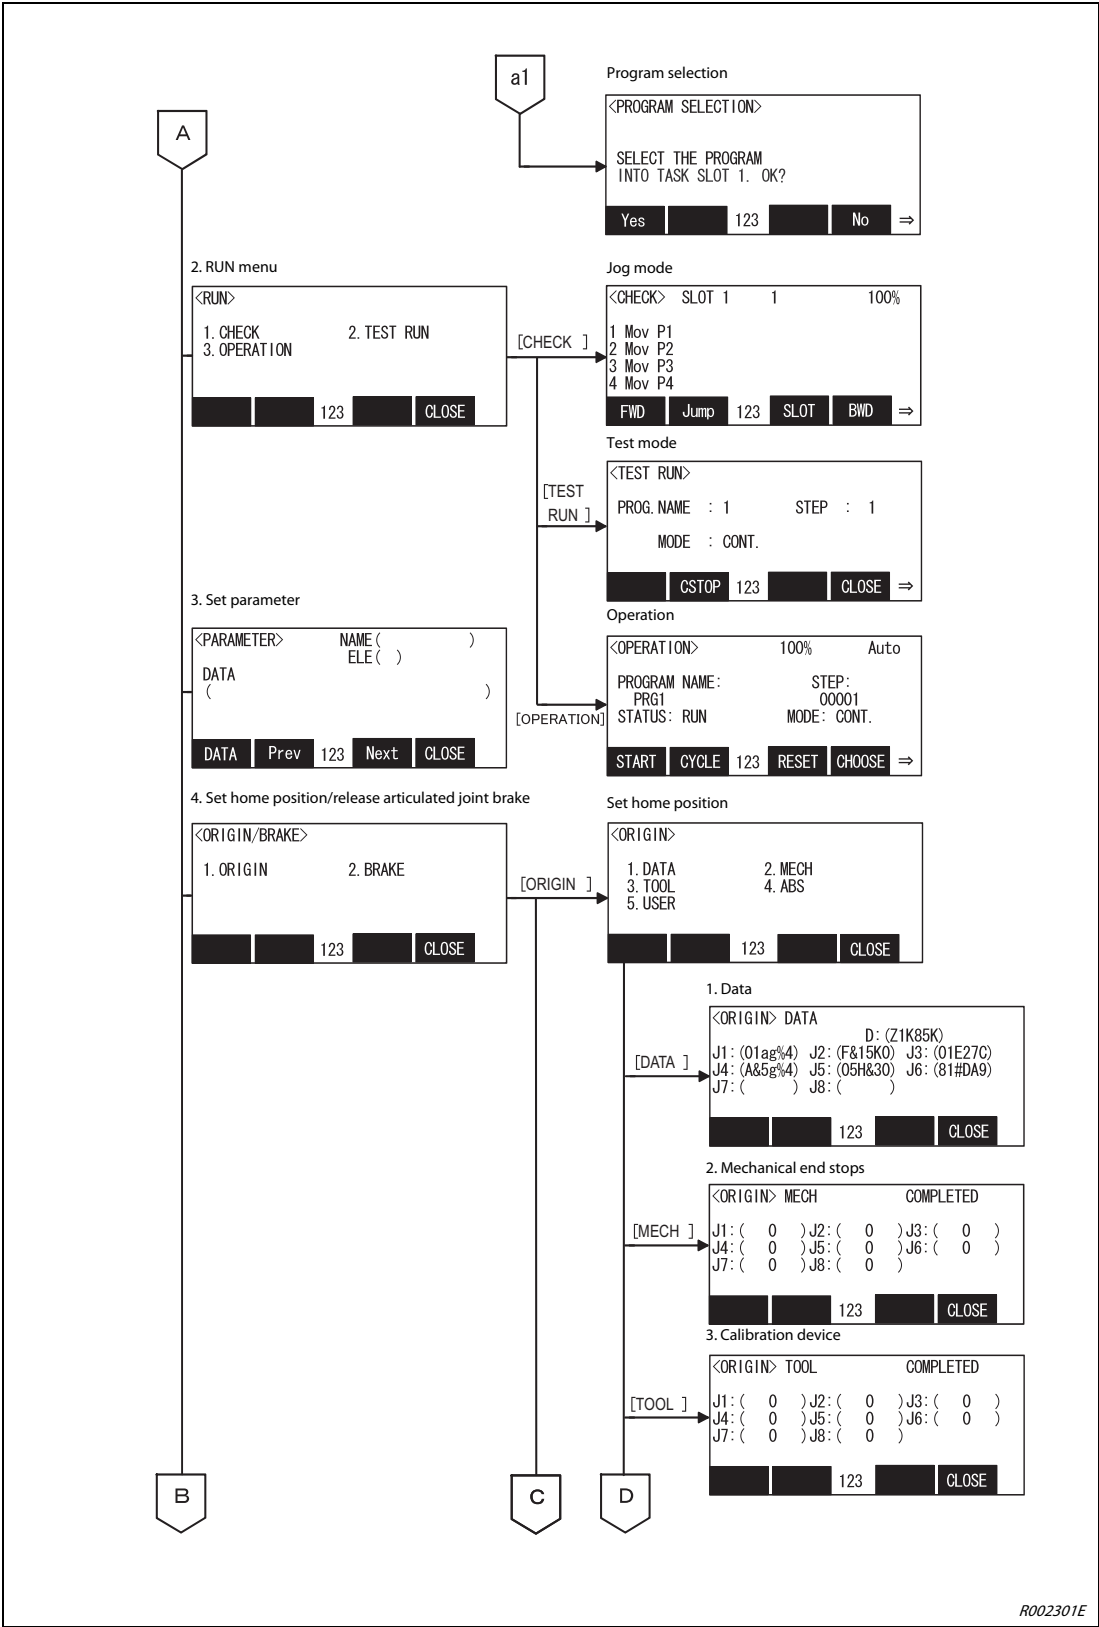 a1
Program selection
<PROGRAM SELECTION>
SELECT THE PROGRAM
INTO TASK SLOT 1. OK?
Yes 123 No ⇒
A
2. RUN menu
<RUN>
1. CHECK 2. TEST RUN
3. OPERATION
123 CLOSE
[CHECK ]
Jog mode
<CHECK> SLOT 1 1 100%
1 Mov P1
2 Mov P2
3 Mov P3
4 Mov P4
FWD Jump 123 SLOT BWD ⇒
[TEST
RUN ]
Test mode
<TEST RUN>
PROG. NAME : 1 STEP : 1
MODE : CONT.
CSTOP 123 CLOSE ⇒
3. Set parameter
<PARAMETER> NAME( )
ELE( )
DATA
( )
DATA Prev 123 Next CLOSE
[OPERATION]
Operation
<OPERATION> 100% Auto
PROGRAM NAME: STEP:
PRG1 00001
STATUS: RUN MODE: CONT.
START CYCLE 123 RESET CHOOSE ⇒
4. Set home position/release articulated joint brake
<ORIGIN/BRAKE>
1. ORIGIN 2. BRAKE
123 CLOSE
[ORIGIN ]
Set home position
<ORIGIN>
1. DATA 2. MECH
3. TOOL 4. ABS
5. USER
123 CLOSE
[DATA ]
1. Data
<ORIGIN> DATA
D: (Z1K85K)
J1: (01ag%4) J2: (F&15K0) J3: (01E27C)
J4: (A&5g%4) J5: (05H&30) J6: (81#DA9)
J7: ( ) J8: ( )
123 CLOSE
[MECH ]
2. Mechanical end stops
<ORIGIN> MECH COMPLETED
J1: ( 0 ) J2: ( 0 ) J3: ( 0 )
J4: ( 0 ) J5: ( 0 ) J6: ( 0 )
J7: ( 0 ) J8: ( 0 )
123 CLOSE
[TOOL ]
3. Calibration device
<ORIGIN> TOOL COMPLETED
J1: ( 0 ) J2: ( 0 ) J3: ( 0 )
J4: ( 0 ) J5: ( 0 ) J6: ( 0 )
J7: ( 0 ) J8: ( 0 )
123 CLOSE
B
C
D
R002301E